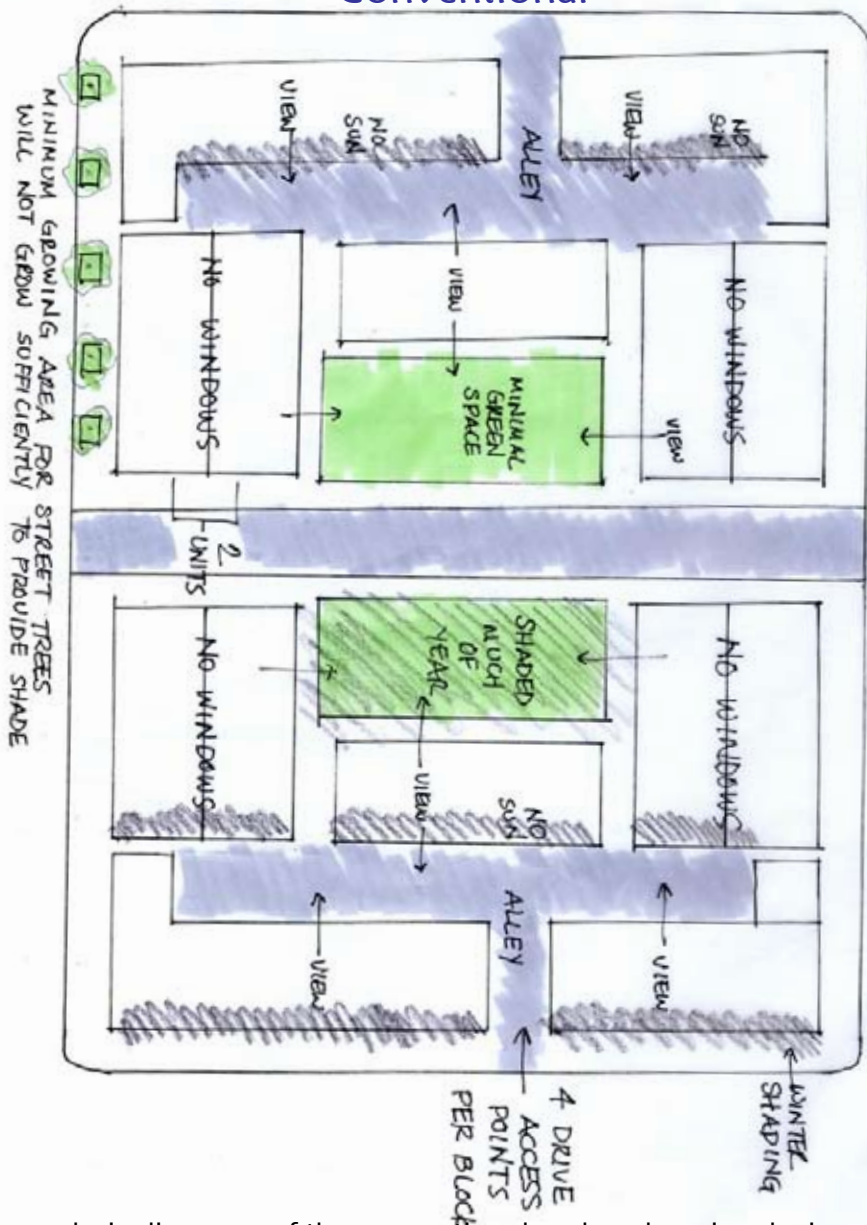 Conventional
NO
SUN
VIEW
NO
SUN
VIEW
ALLEY
VIEW
NO WINDOWS
NO WINDOWS
MINIMAL
GREEN
SPACE
VIEW
2
UNITS
NO WINDOWS
NO WINDOWS
SHADED
MUCH
OF
YEAR
VIEW
NO
SUN
ALLEY
VIEW
VIEW
WINTER
SHADING
4 DRIVE
ACCESS
POINTS
PER BLOCK
MINIMUM GROWING AREA FOR STREET TREES
WILL NOT GROW SUFFICIENTLY TO PROVIDE SHADE